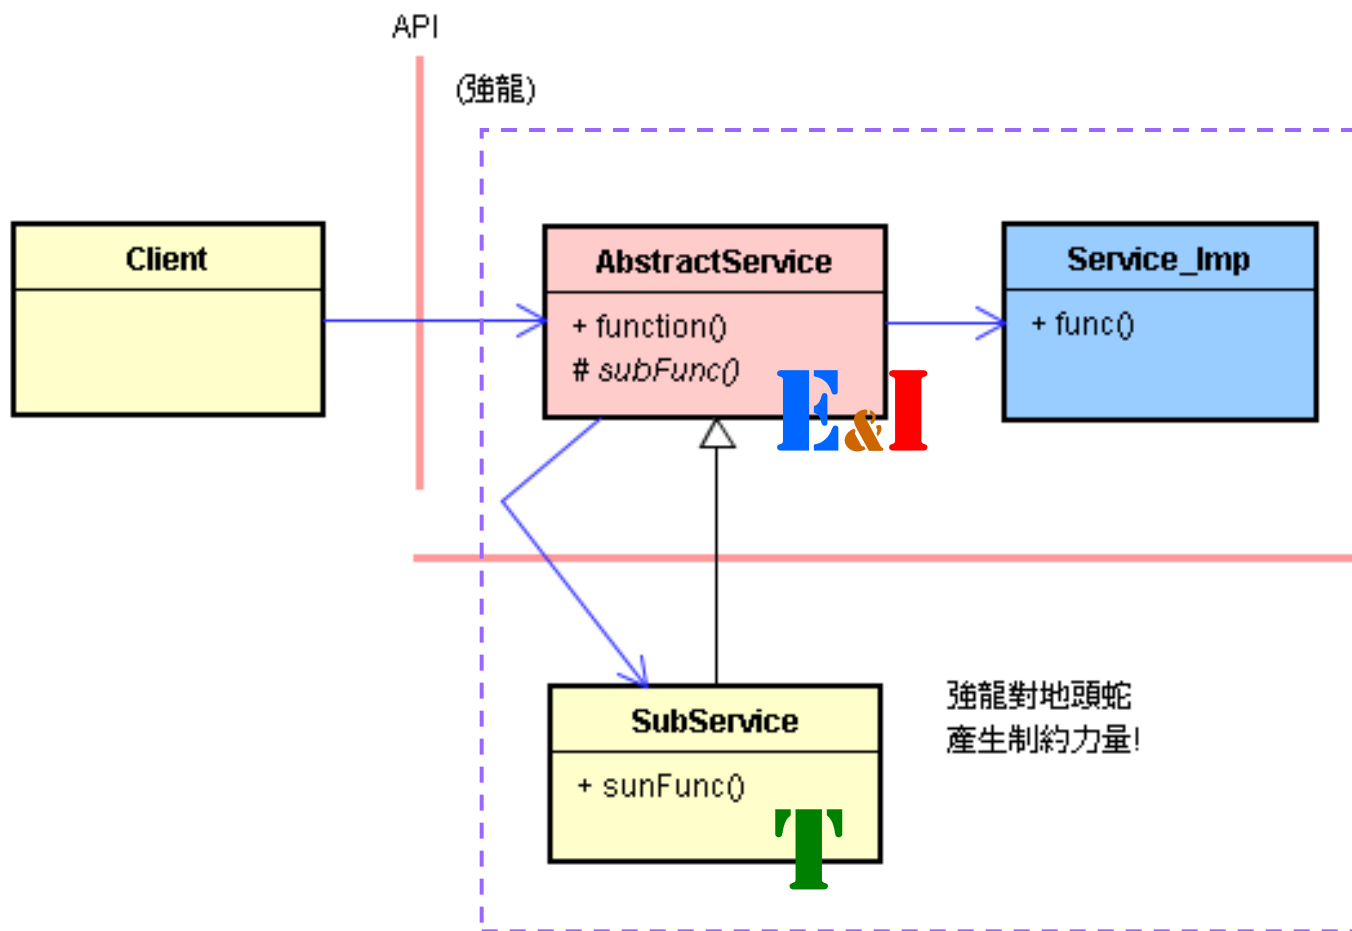 API
(強龍)
Client
AbstractService
+ function()
# subFunc()
Service_Imp
+ func()
E&I
SubService
+ sunFunc()
T
強龍對地頭蛇
產生制約力量!